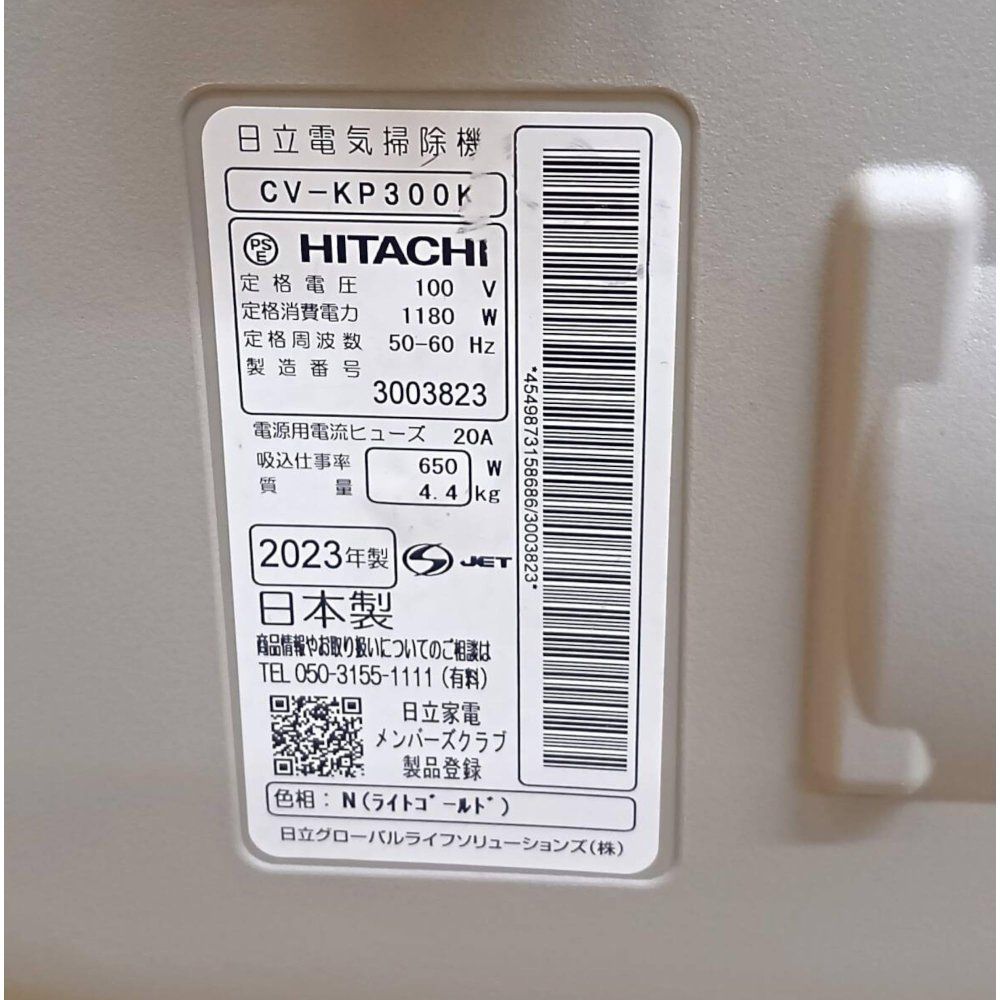 日立電気掃除機
CV-KP300K
PS
E
HITACHI
定格電圧 100 V
定格消費電力 1180 W
定格周波数 50-60 Hz
製造番号
3003823
電源用電流ヒューズ 20A
吸込仕事率 650 W
質量 4.4 kg
2023年製
JET
日本製
商品情報やお取り扱いについてのご相談は
TEL 050-3155-1111 (有料)
日立家電
メンバーズクラブ
製品登録
色相：N(ライトゴールド)
日立グローバルライフソリューションズ(株)
*4549873158686/3003823*